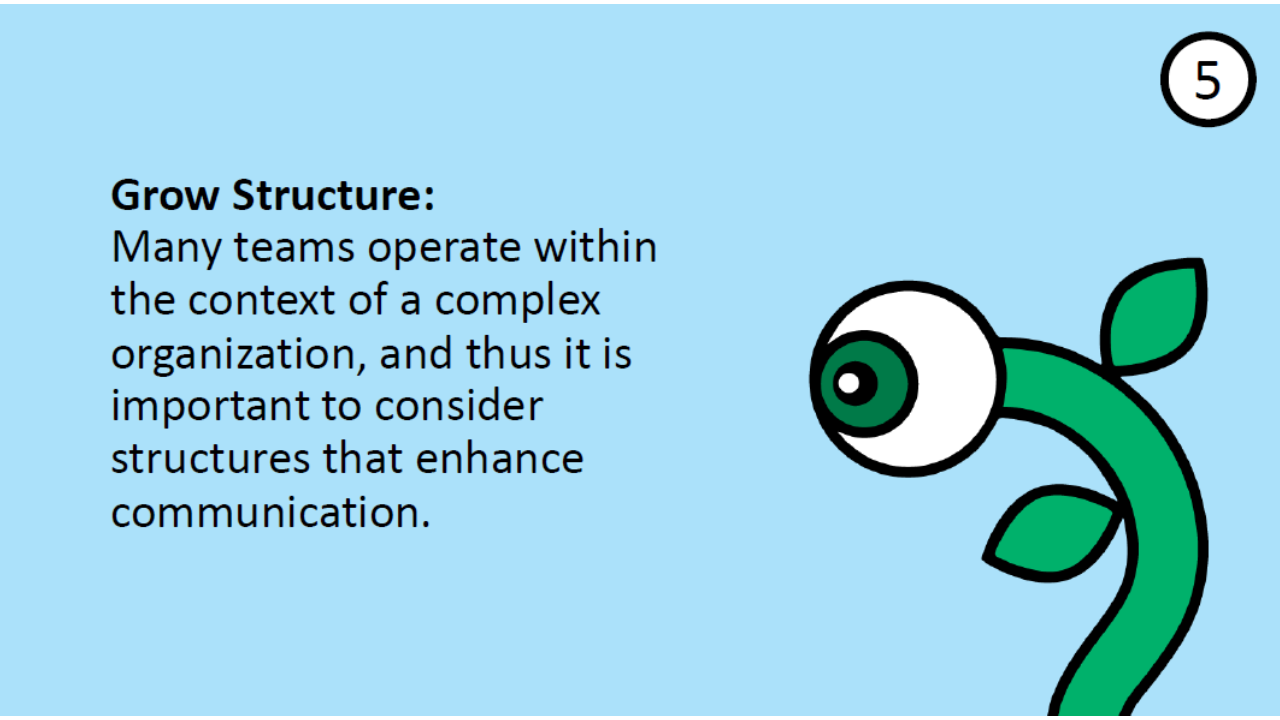 5
Grow Structure:
Many teams operate within
the context of a complex
organization, and thus it is
important to consider
structures that enhance
communication.